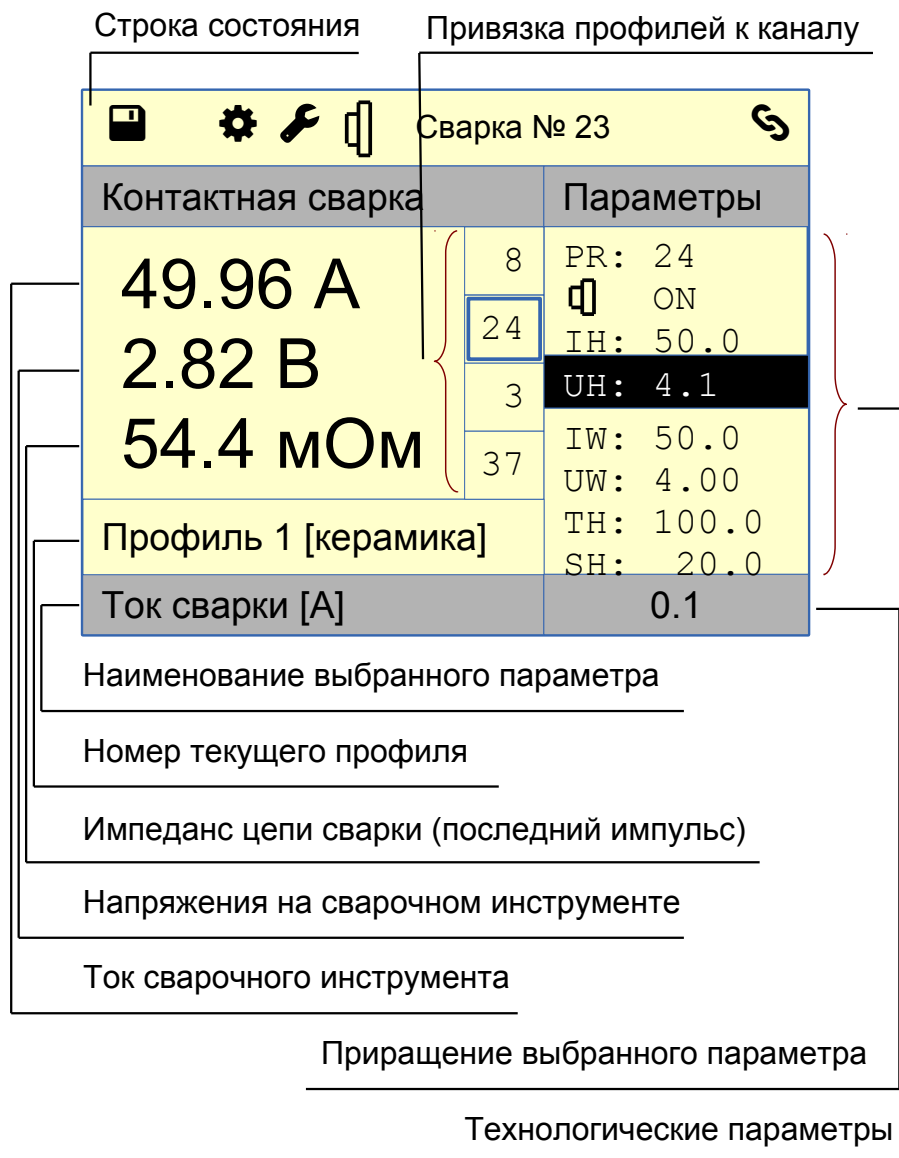 Строка состояния
Привязка профилей к каналу
Сварка № 23
Контактная сварка
Параметры
49.96 А
2.82 В
54.4 мОм
8
24
3
37
PR: 24
ON
IH: 50.0
UH: 4.1
IW: 50.0
UW: 4.00
TH: 100.0
SH: 20.0
Профиль 1 [керамика]
Ток сварки [А]
0.1
Наименование выбранного параметра
Номер текущего профиля
Импеданс цепи сварки (последний импульс)
Напряжения на сварочном инструменте
Ток сварочного инструмента
Приращение выбранного параметра
Технологические параметры